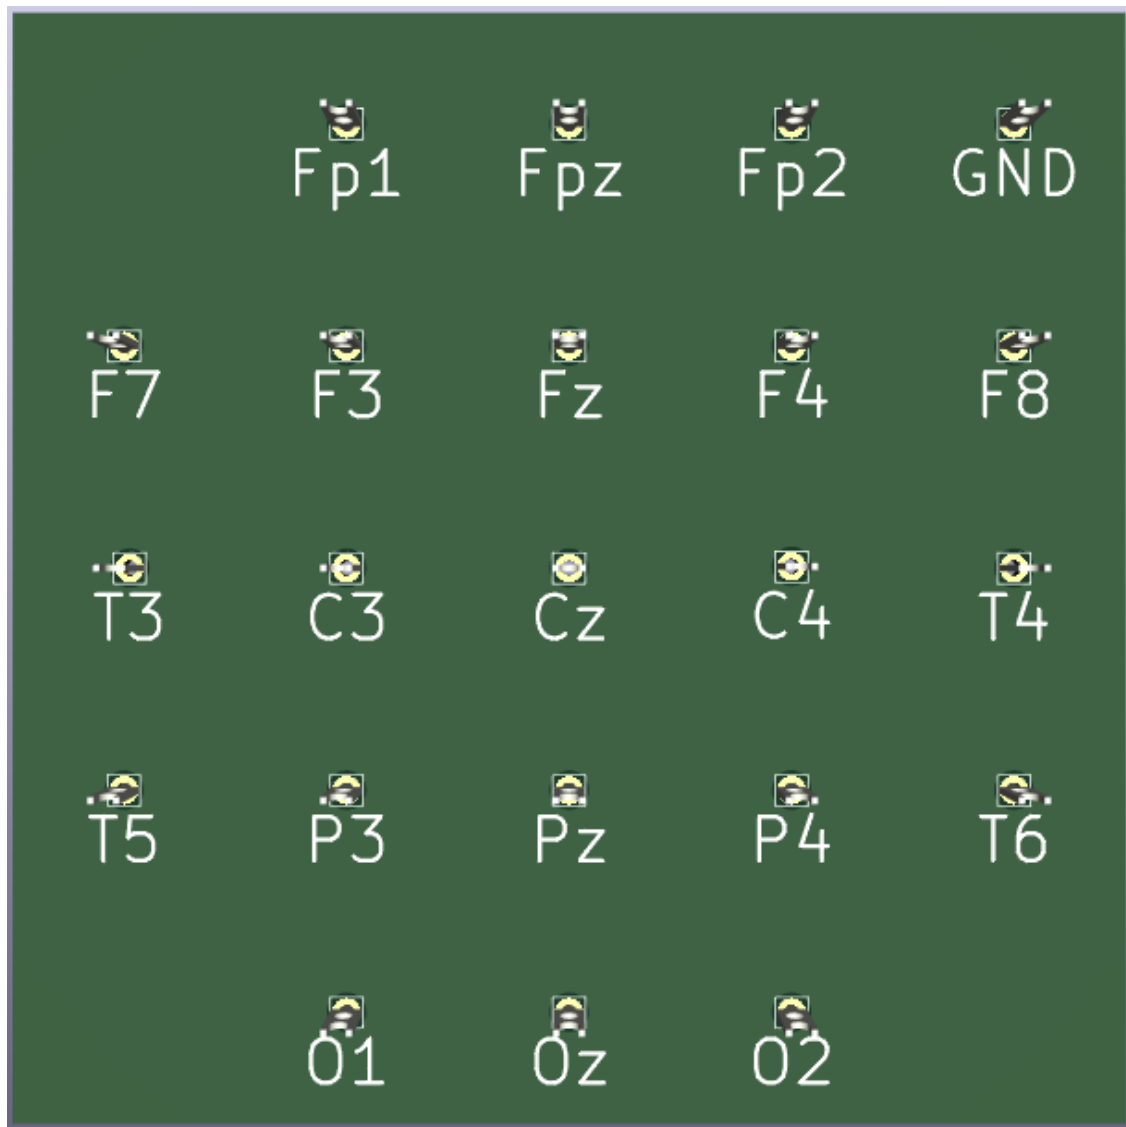 Fp1 Fpz Fp2 GND
F7 F3 Fz F4 F8
T3 C3 Cz C4 T4
T5 P3 Pz P4 T6
O1 Oz O2